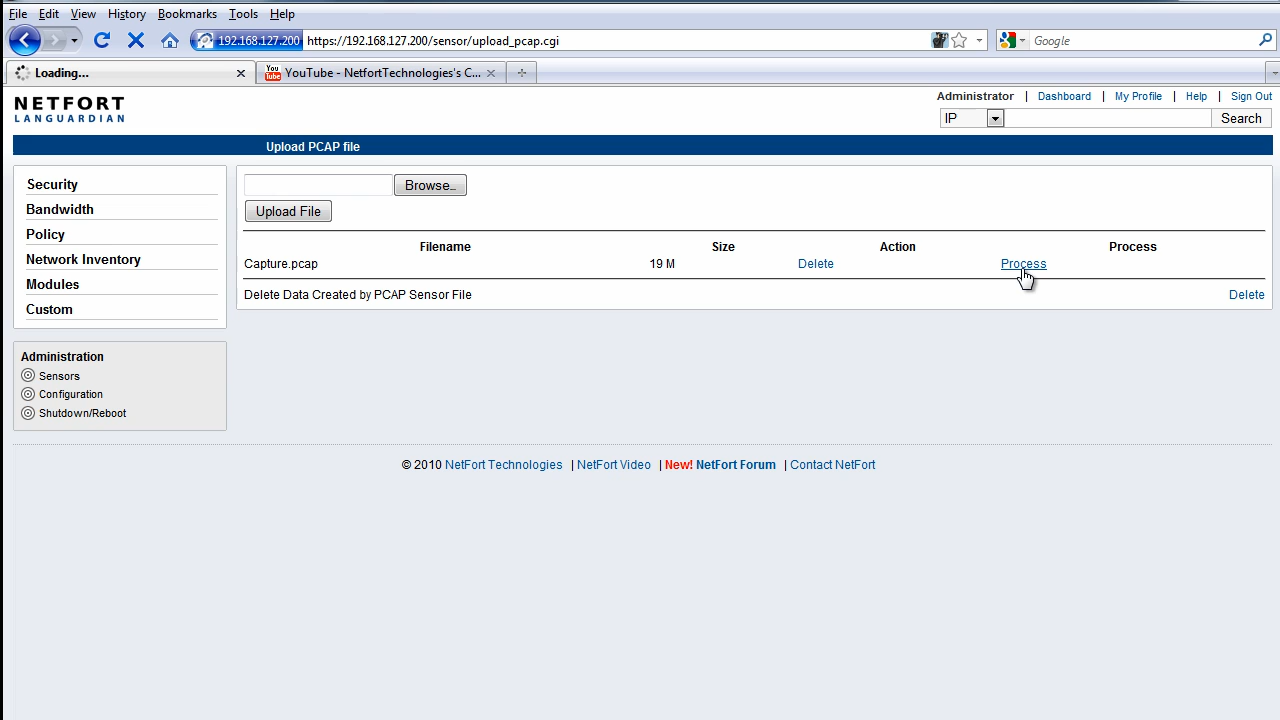 File Edit View History Bookmarks Tools Help
192.168.127.200 https://192.168.127.200/sensor/upload_pcap.cgi Google
Loading... You Tube YouTube - NetfortTechnologies's C...
NETFORT
LANGUARDIAN
Administrator | Dashboard | My Profile | Help | Sign Out
IP Search
Upload PCAP file
Security
Bandwidth
Policy
Network Inventory
Modules
Custom
Administration
Sensors
Configuration
Shutdown/Reboot
Browse..
Upload File
Filename Size Action Process
Capture.pcap 19 M Delete Process
Delete Data Created by PCAP Sensor File Delete
© 2010 NetFort Technologies | NetFort Video | New! NetFort Forum | Contact NetFort